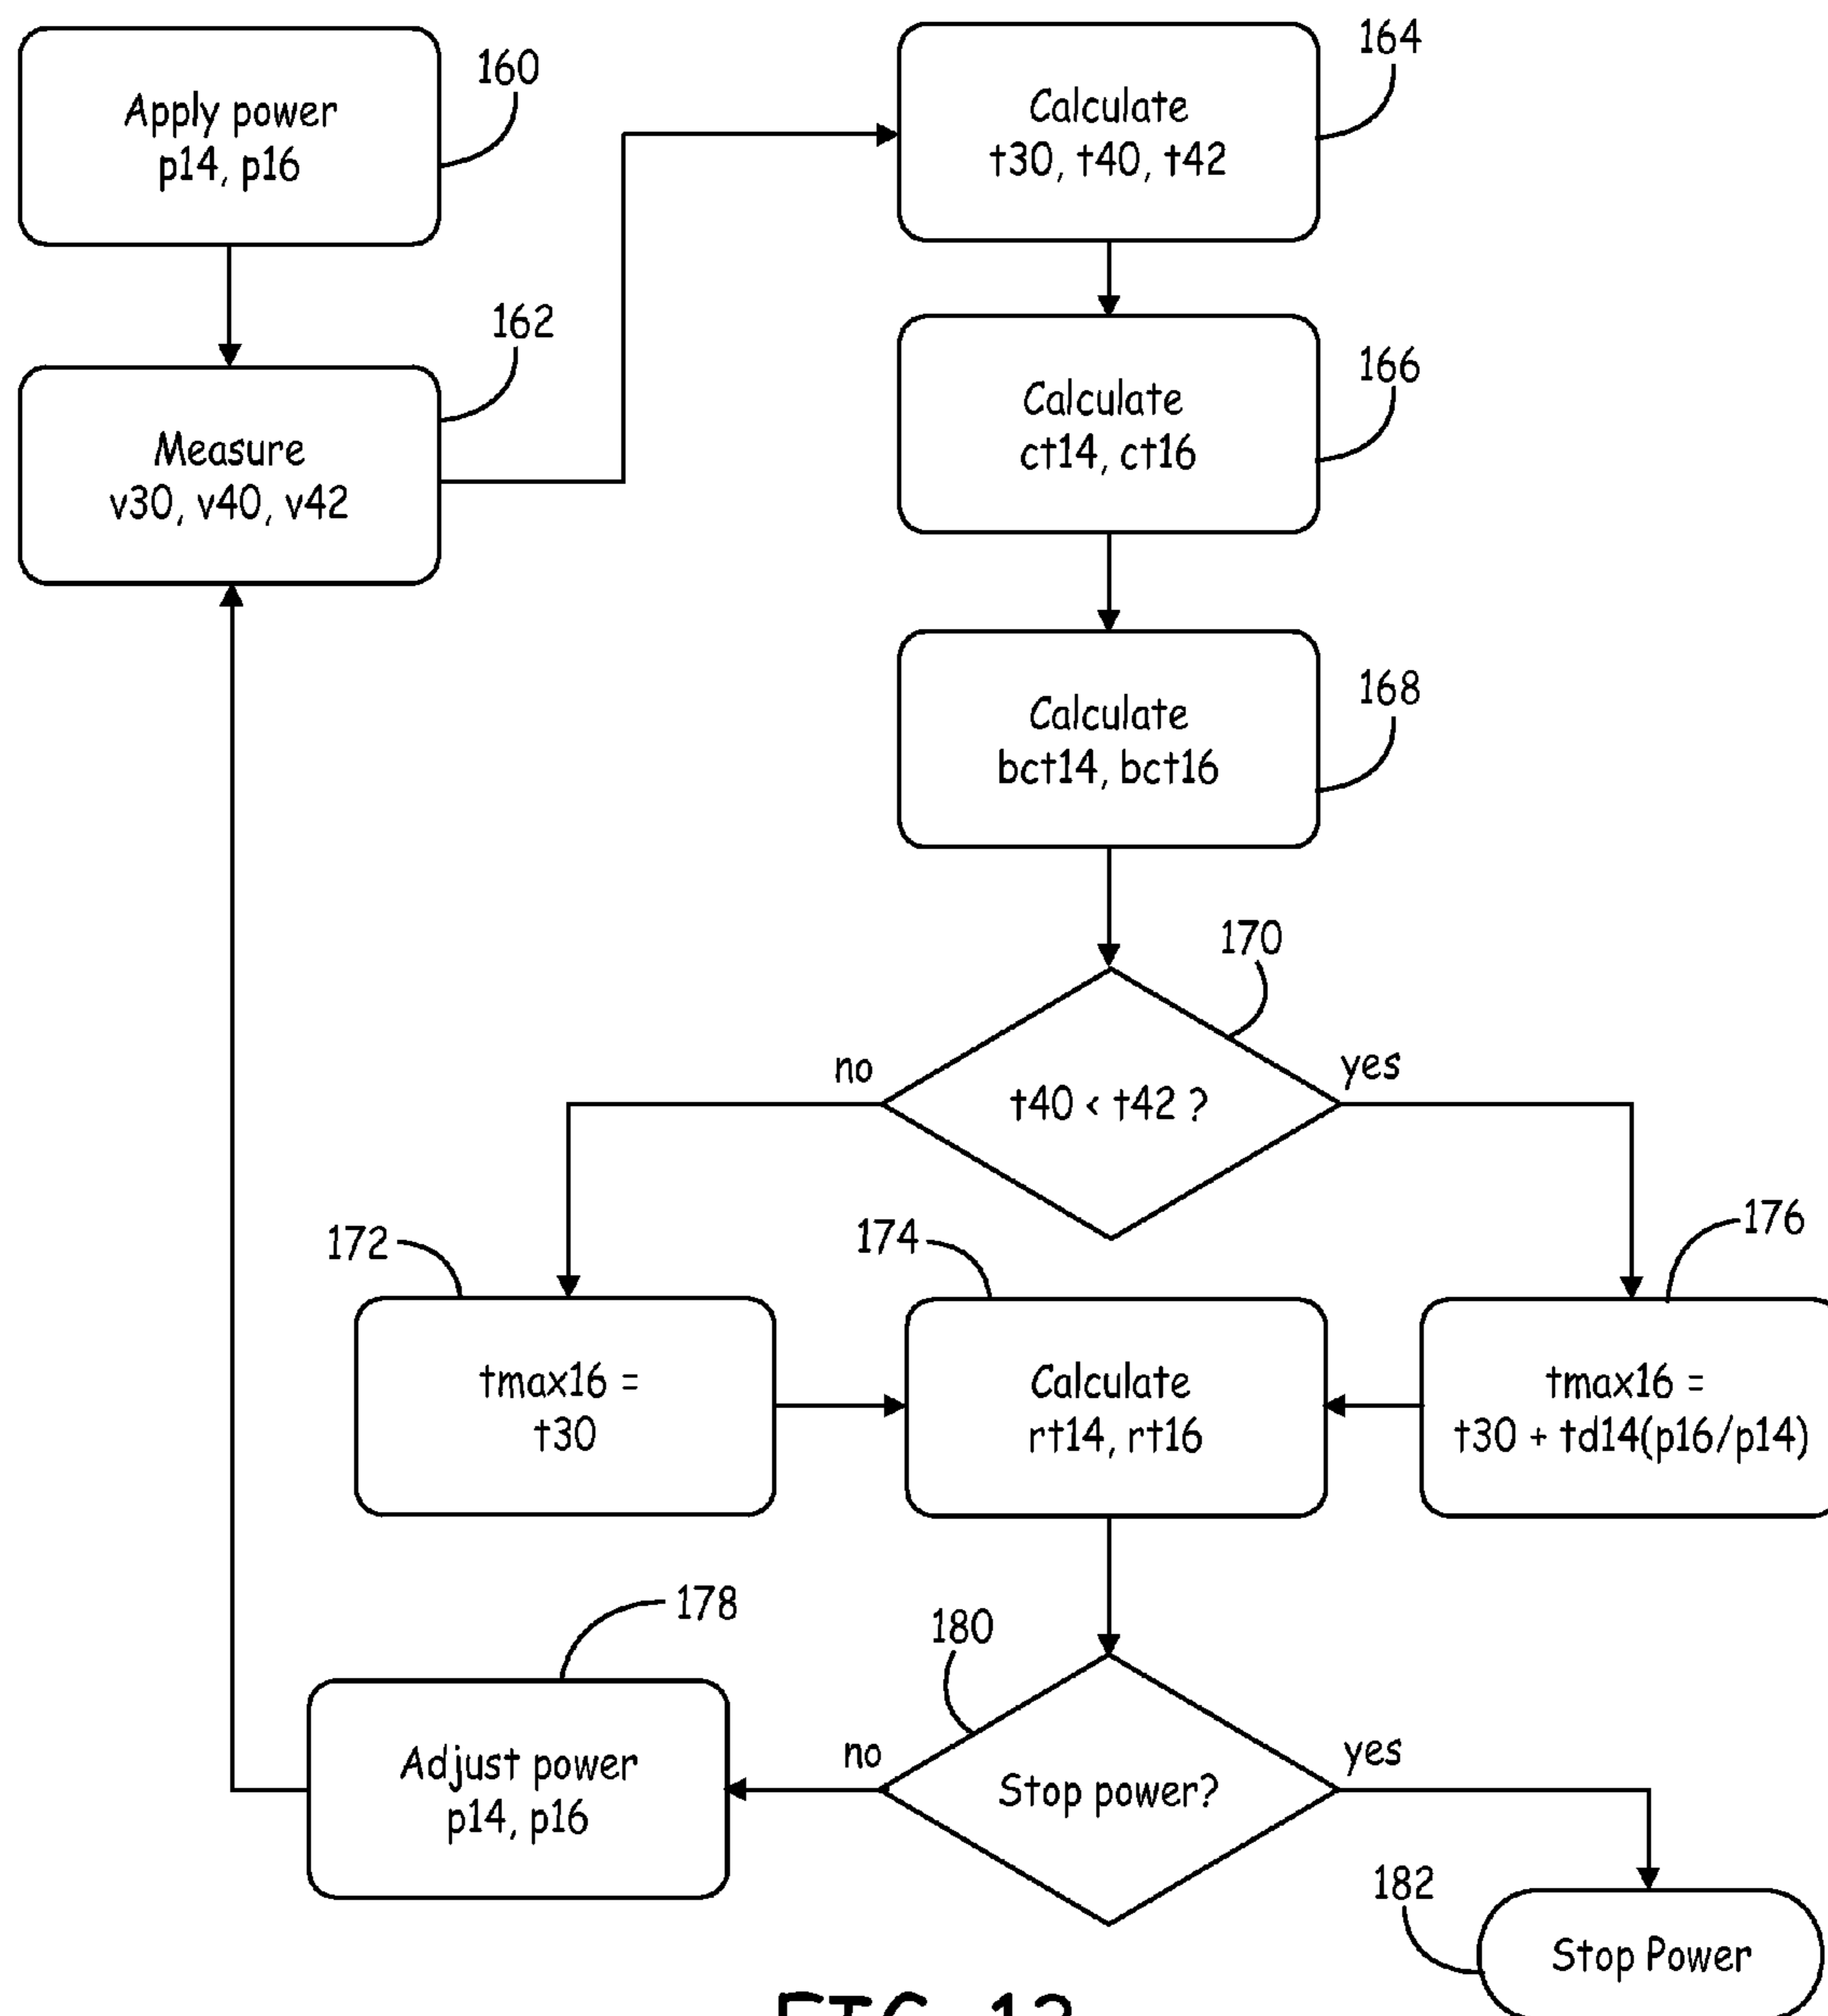 160
Apply power
p14, p16
162
Measure
v30, v40, v42
164
Calculate
t30, t40, t42
166
Calculate
ct14, ct16
168
Calculate
bct14, bct16
170
t40 < t42 ?
no
yes
172
tmax16 =
t30
174
Calculate
rt14, rt16
176
tmax16 =
t30 + td14(p16/p14)
178
Adjust power
p14, p16
180
Stop power?
no
yes
182
Stop Power